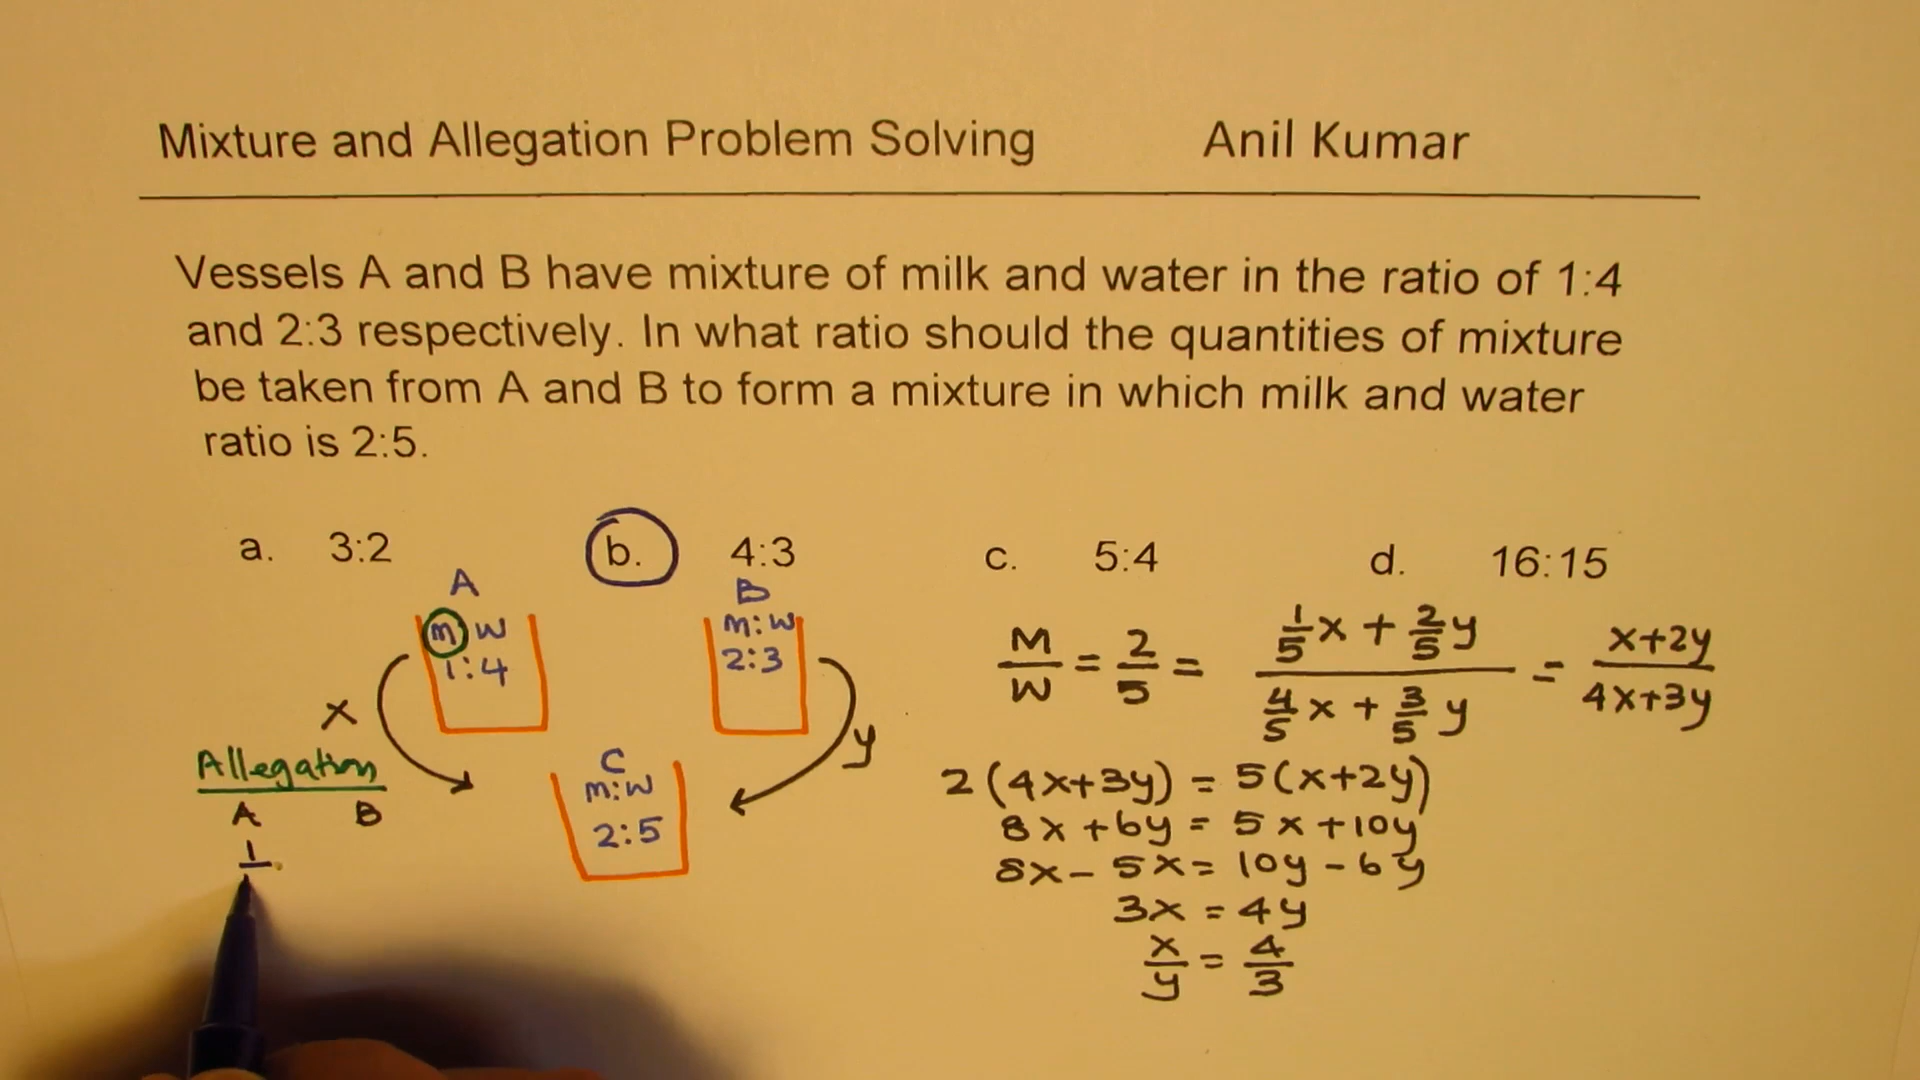 Mixture and Allegation Problem Solving Anil Kumar
Vessels A and B have mixture of milk and water in the ratio of 1:4
and 2:3 respectively. In what ratio should the quantities of mixture
be taken from A and B to form a mixture in which milk and water
ratio is 2:5.
a. 3:2 b. 4:3 c. 5:4 d. 16:15
A
m W
1:4
x
B
m:W
2:3
y
C
m:W
2:5
Allegation
A B
1
M/W = 2/5 = (1/5 x + 2/5 y)/(4/5 x + 3/5 y) = (x+2y)/(4x+3y)
2(4x+3y) = 5(x+2y)
8x+6y = 5x+10y
8x-5x = 10y-6y
3x = 4y
x/y = 4/3